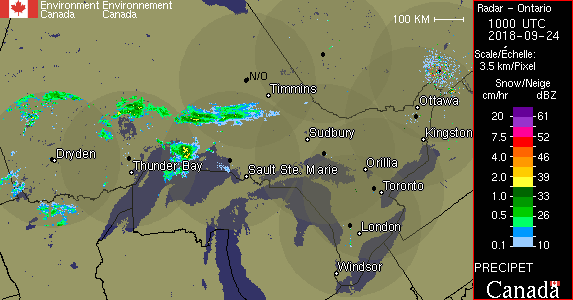 Environment Environnement
Canada Canada
100 KM
N/O
Timmins
Ottawa
Sudbury
Kingston
Dryden
Thunder Bay
Sault Ste. Marie
Orillia
Toronto
London
Windsor
Radar - Ontario
1000 UTC
2018-09-24
Scale/Échelle:
3.5 km/Pixel
Snow/Neige
cm/hr dBZ
20 61
7.5 57
5.5 52
4.0 46
2.0 39
1.0 33
0.5 26
0.1 10
PRECIPET
Canada